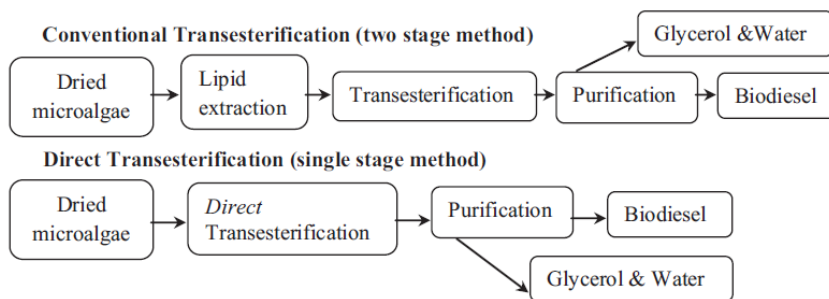 Conventional Transesterification (two stage method)
Glycerol &Water
Dried
microalgae
Lipid
extraction
Transesterification
Purification
Biodiesel
Direct Transesterification (single stage method)
Dried
microalgae
Direct
Transesterification
Purification
Biodiesel
Glycerol & Water